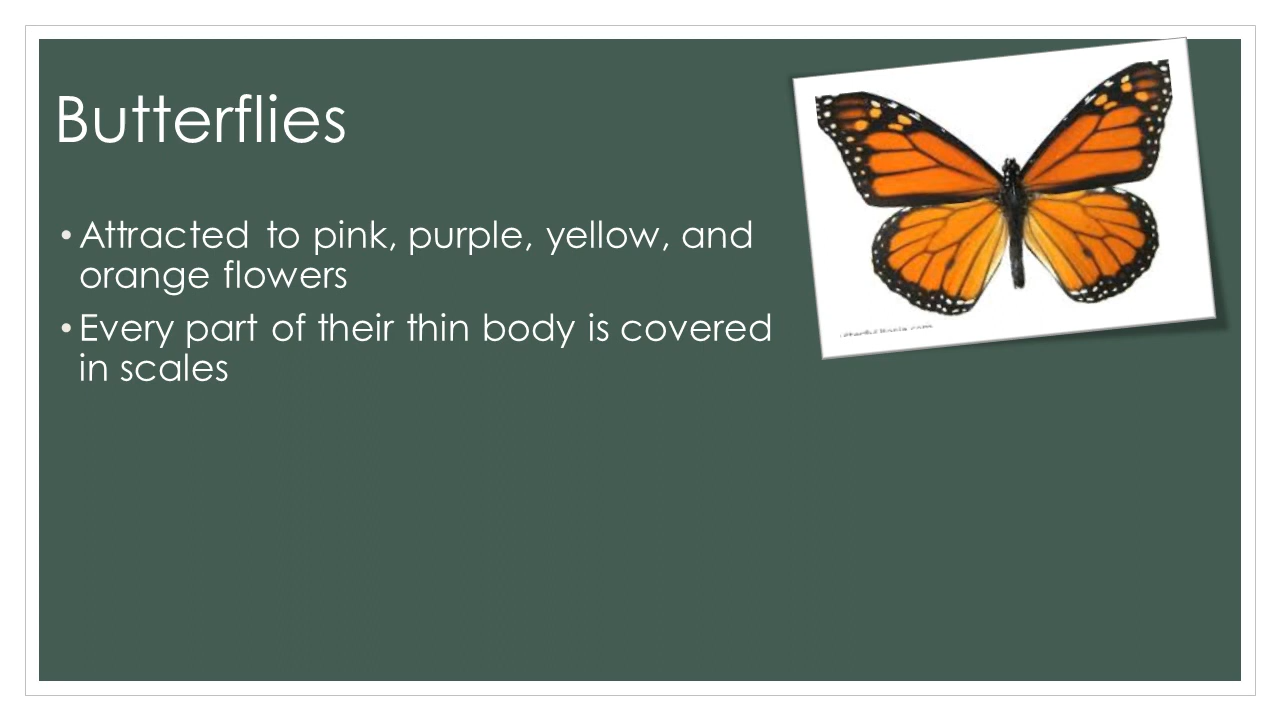 Butterflies
• Attracted to pink, purple, yellow, and
orange flowers
• Every part of their thin body is covered
in scales